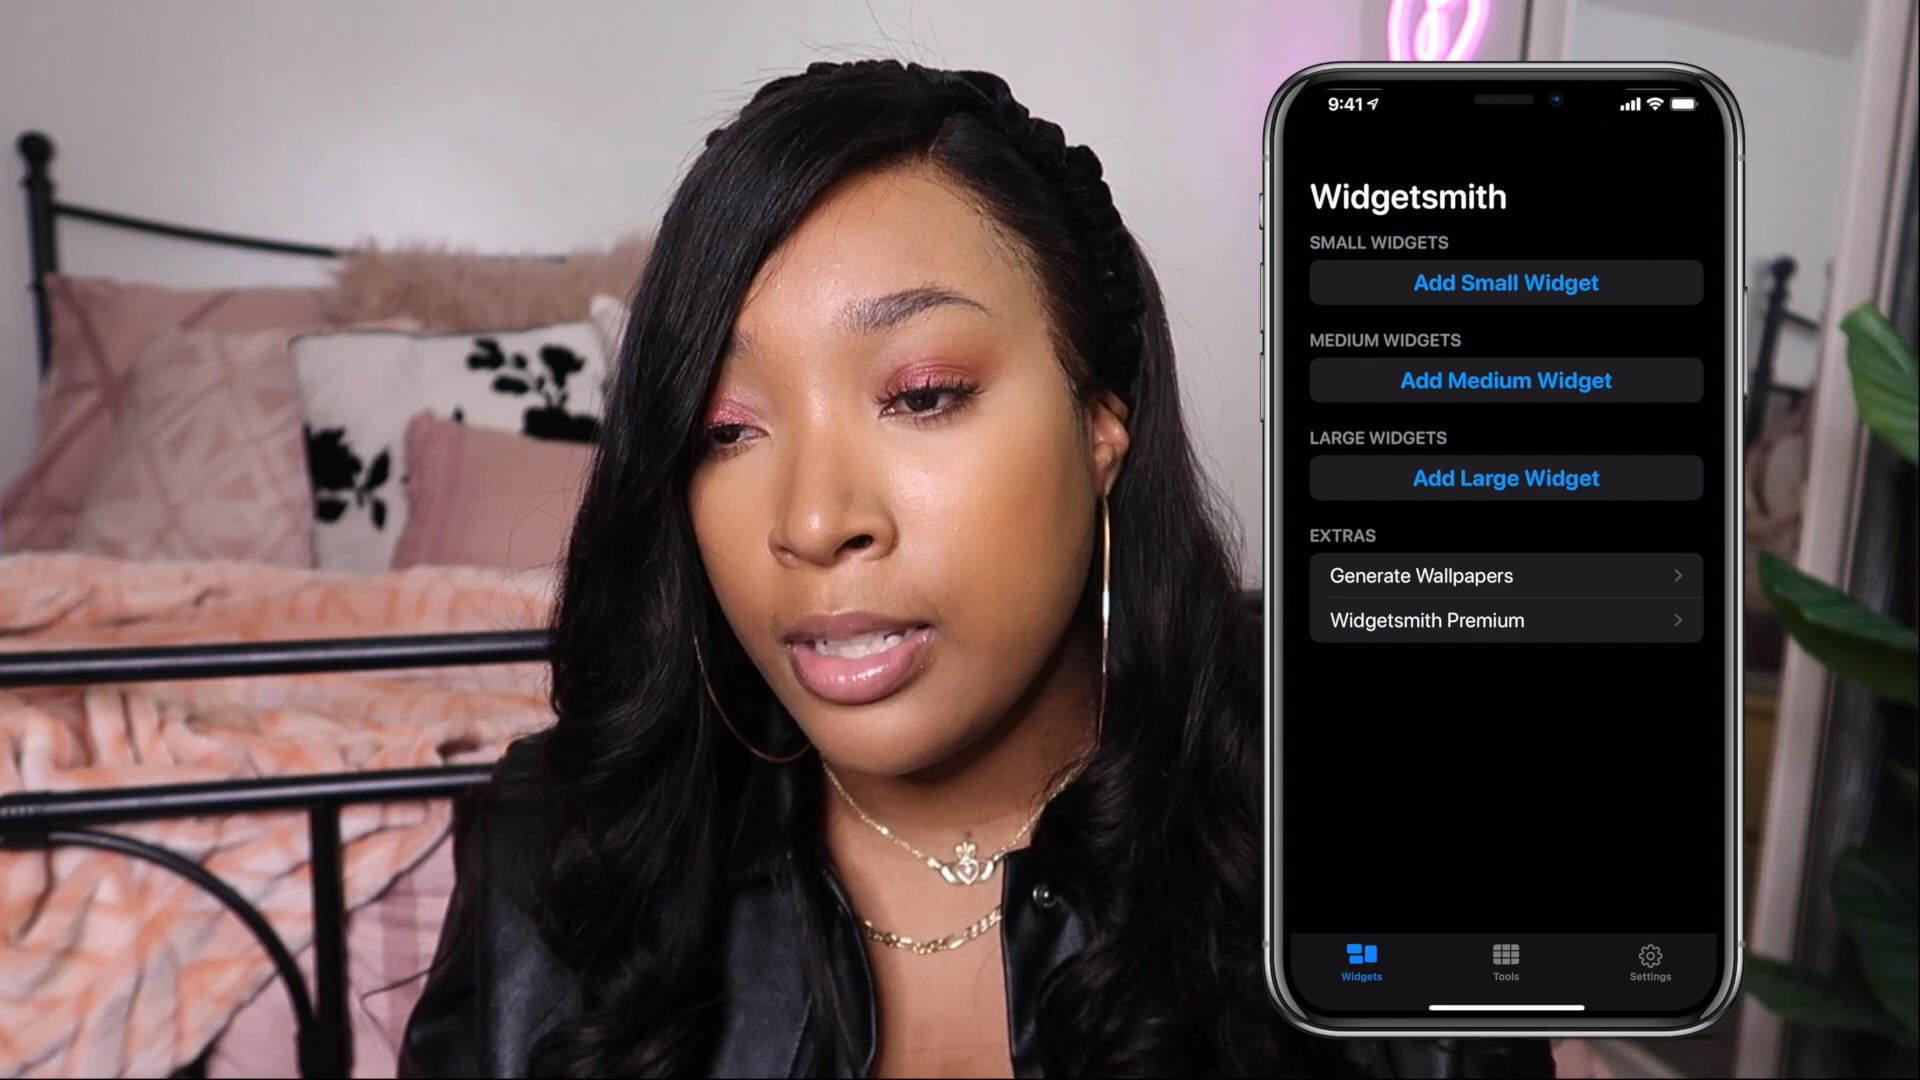 9:41
Widgetsmith
SMALL WIDGETS
Add Small Widget
MEDIUM WIDGETS
Add Medium Widget
LARGE WIDGETS
Add Large Widget
EXTRAS
Generate Wallpapers
Widgetsmith Premium
Widgets
Tools
Settings